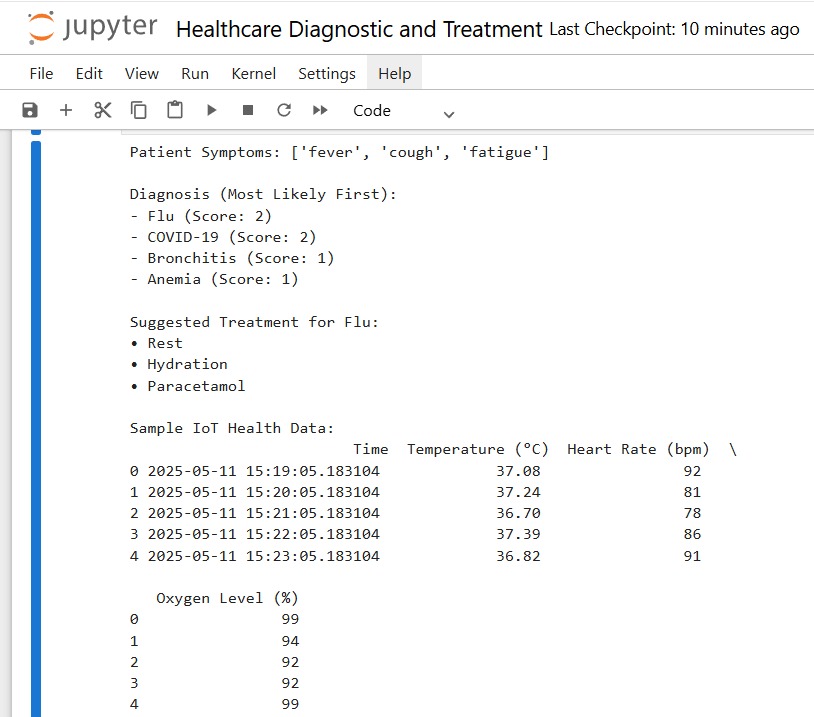 jupyter Healthcare Diagnostic and Treatment Last Checkpoint: 10 minutes ago
File Edit View Run Kernel Settings Help
Code
Patient Symptoms: ['fever', 'cough', 'fatigue']
Diagnosis (Most Likely First):
- Flu (Score: 2)
- COVID-19 (Score: 2)
- Bronchitis (Score: 1)
- Anemia (Score: 1)
Suggested Treatment for Flu:
• Rest
• Hydration
• Paracetamol
Sample IoT Health Data:
Time Temperature (°C) Heart Rate (bpm) \
0 2025-05-11 15:19:05.183104 37.08 92
1 2025-05-11 15:20:05.183104 37.24 81
2 2025-05-11 15:21:05.183104 36.70 78
3 2025-05-11 15:22:05.183104 37.39 86
4 2025-05-11 15:23:05.183104 36.82 91
Oxygen Level (%)
0 99
1 94
2 92
3 92
4 99